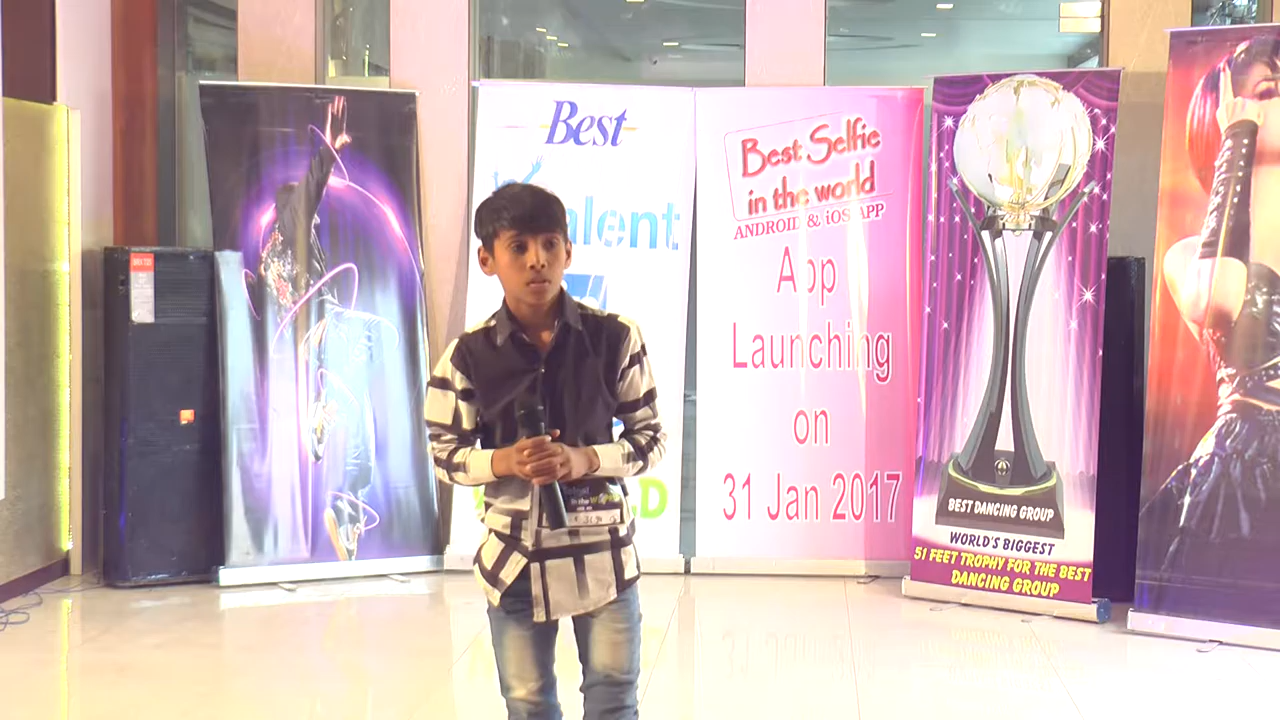 Best
alent
D
Best Selfie
in the world
ANDROID & iOS APP
App
Launching
on
31 Jan 2017
BEST DANCING GROUP
WORLD'S BIGGEST
51 FEET TROPHY FOR THE BEST
DANCING GROUP